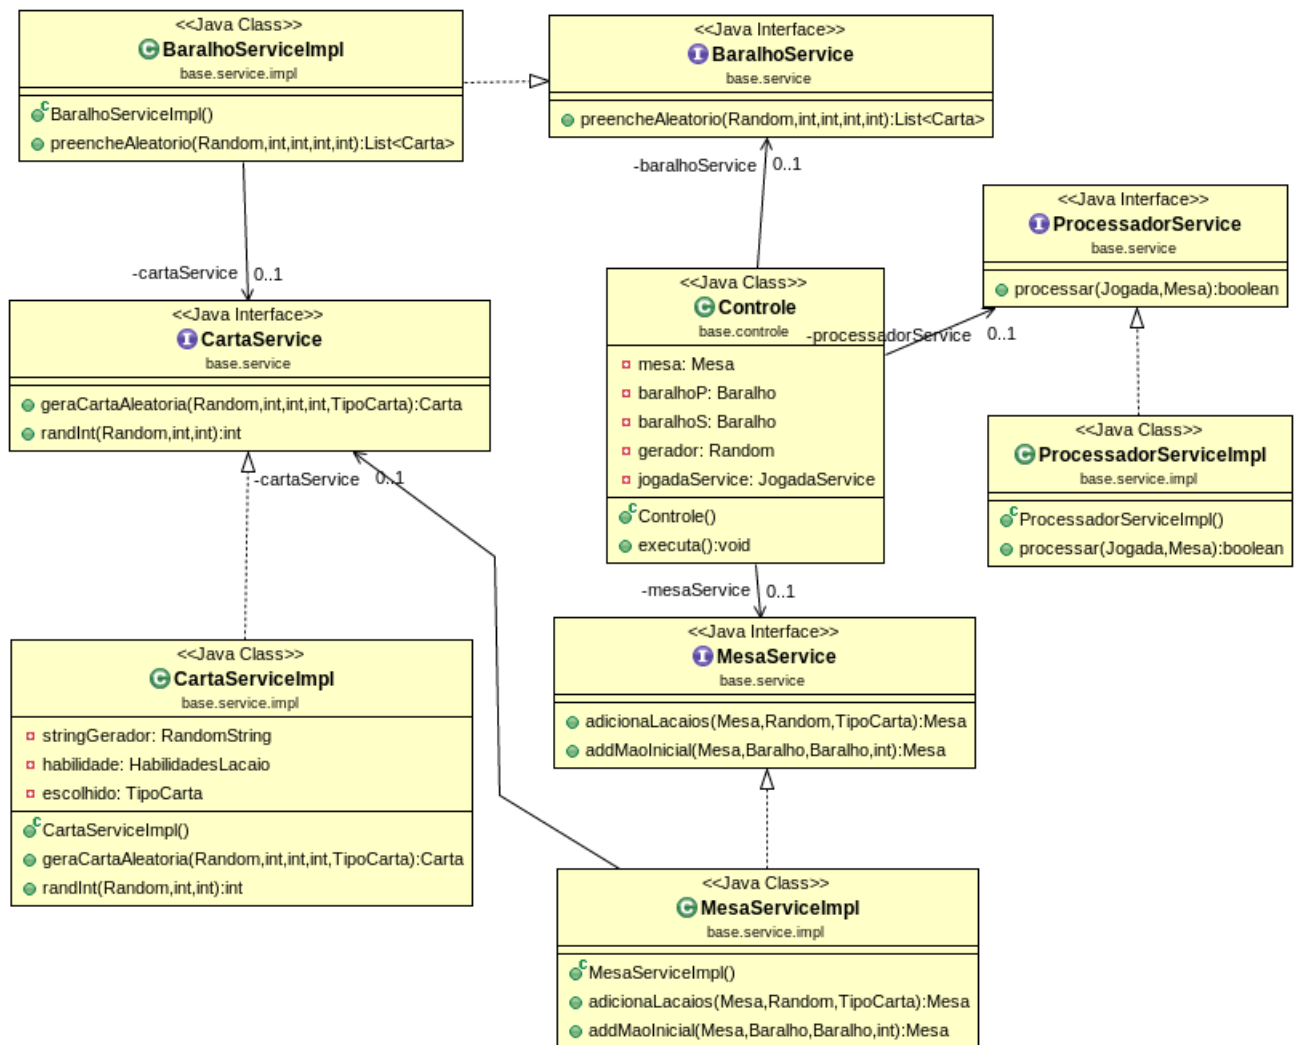 <<Java Class>>
BaralhoServiceImpl
base.service.impl
BaralhoServiceImpl()
preencheAleatorio(Random,int,int,int,int):List<Carta>
<<Java Interface>>
BaralhoService
base.service
preencheAleatorio(Random,int,int,int,int):List<Carta>
-baralhoService 0..1
<<Java Interface>>
ProcessadorService
base.service
processar(Jogada,Mesa):boolean
-cartaService 0..1
<<Java Interface>>
CartaService
base.service
geraCartaAleatoria(Random,int,int,int,TipoCarta):Carta
randInt(Random,int,int):int
<<Java Class>>
Controle
base.controle
mesa: Mesa
baralhoP: Baralho
baralhoS: Baralho
gerador: Random
jogadaService: JogadaService
Controle()
executa():void
-processadorService 0..1
<<Java Class>>
ProcessadorServiceImpl
base.service.impl
ProcessadorServiceImpl()
processar(Jogada,Mesa):boolean
-cartaService 0..1
-mesaService 0..1
<<Java Interface>>
MesaService
base.service
adicionaLacaios(Mesa,Random,TipoCarta):Mesa
addMaoInicial(Mesa,Baralho,Baralho,int):Mesa
<<Java Class>>
CartaServiceImpl
base.service.impl
stringGerador: RandomString
habilidade: HabilidadesLacaio
escolhido: TipoCarta
CartaServiceImpl()
geraCartaAleatoria(Random,int,int,int,TipoCarta):Carta
randInt(Random,int,int):int
<<Java Class>>
MesaServiceImpl
base.service.impl
MesaServiceImpl()
adicionaLacaios(Mesa,Random,TipoCarta):Mesa
addMaoInicial(Mesa,Baralho,Baralho,int):Mesa